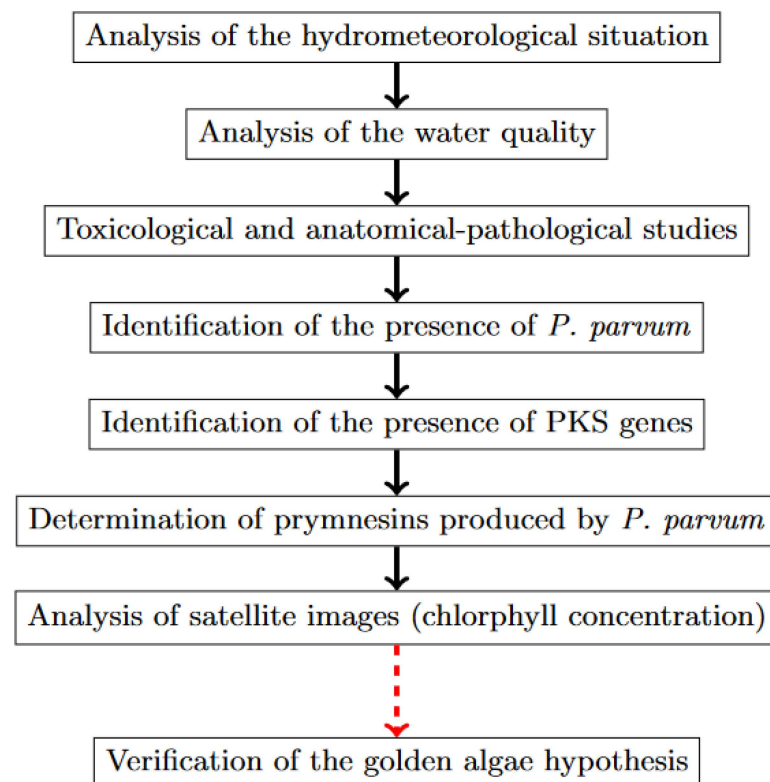 Analysis of the hydrometeorological situation
Analysis of the water quality
Toxicological and anatomical-pathological studies
Identification of the presence of P. parvum
Identification of the presence of PKS genes
Determination of prymnesins produced by P. parvum
Analysis of satellite images (chlorphyll concentration)
Verification of the golden algae hypothesis